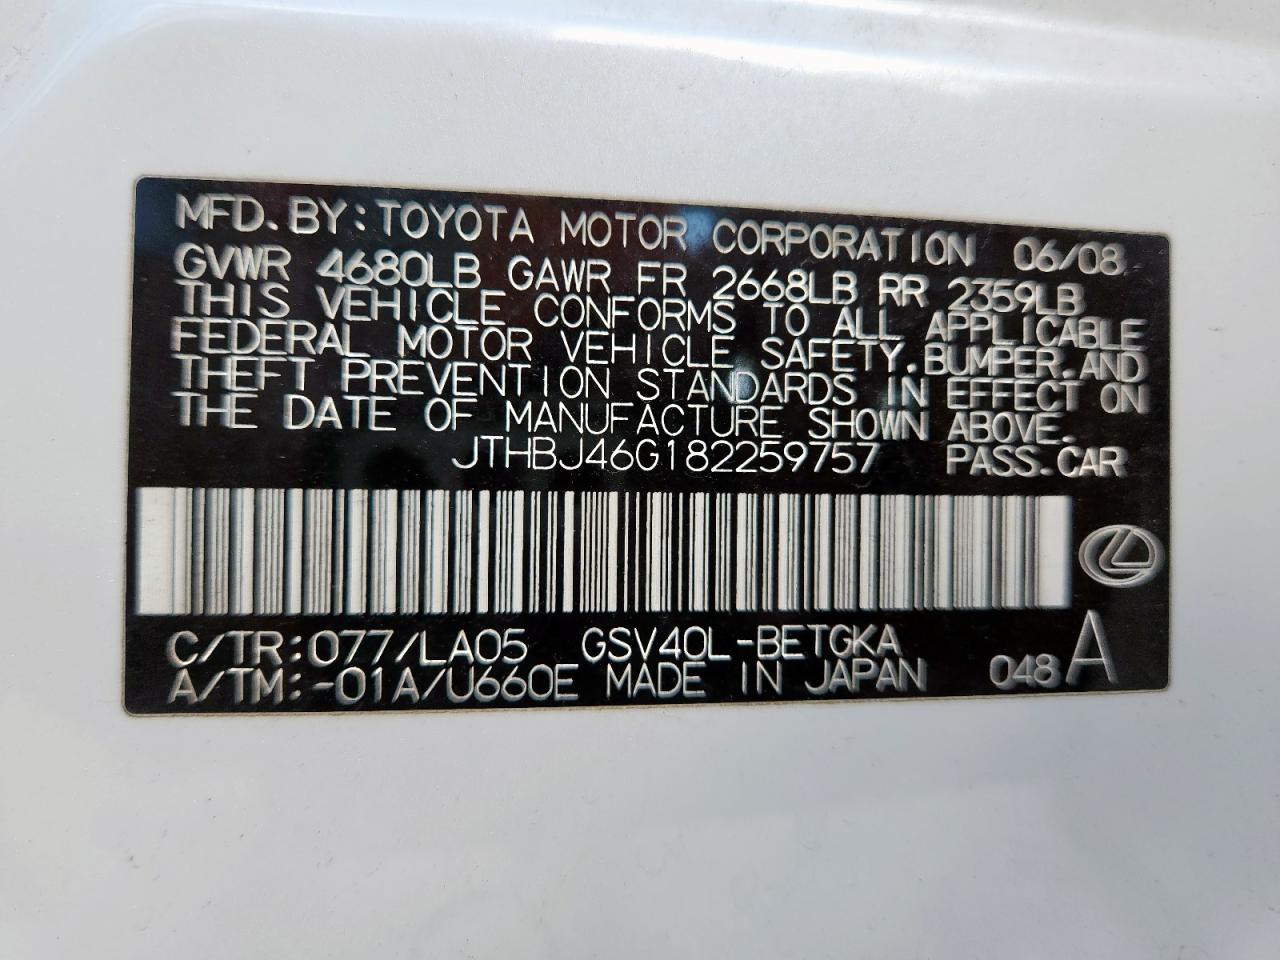 MFD. BY: TOYOTA MOTOR CORPORATION 06/08
GVWR 4680LB GAWR FR 2668LB RR 2359LB
THIS VEHICLE CONFORMS TO ALL APPLICABLE
FEDERAL MOTOR VEHICLE SAFETY, BUMPER, AND
THEFT PREVENTION STANDARDS IN EFFECT ON
THE DATE OF MANUFACTURE SHOWN ABOVE.
JTHBJ46G182259757 PASS. CAR
C/TR: 077/LA05 GSV40L-BETGKA
A/TM: -01A/U660E MADE IN JAPAN 048 A